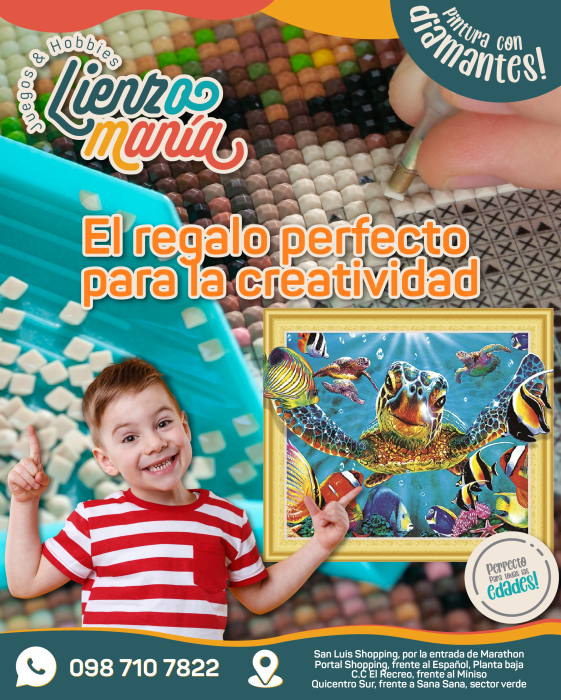 Juegos & Hobbies
Lienzo
manía
Pintura con
diamantes!
El regalo perfecto
para la creatividad
Perfecto
para todas las
edades!
098 710 7822
San Luis Shopping, por la entrada de Marathon
Portal Shopping, frente al Español, Planta baja
C.C El Recreo, frente al Miniso
Quicentro Sur, frente a Sana Sana, sector verde